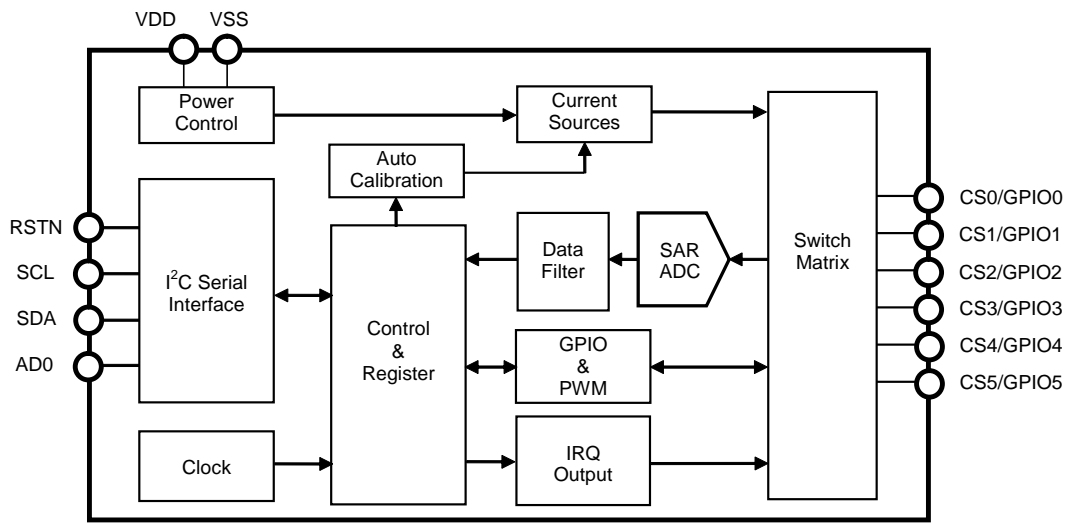 VDD
VSS
Power
Control
Current
Sources
Auto
Calibration
RSTN
SCL
SDA
AD0
I²C Serial
Interface
Control
&
Register
Data
Filter
SAR
ADC
Switch
Matrix
GPIO
&
PWM
Clock
IRQ
Output
CS0/GPIO0
CS1/GPIO1
CS2/GPIO2
CS3/GPIO3
CS4/GPIO4
CS5/GPIO5